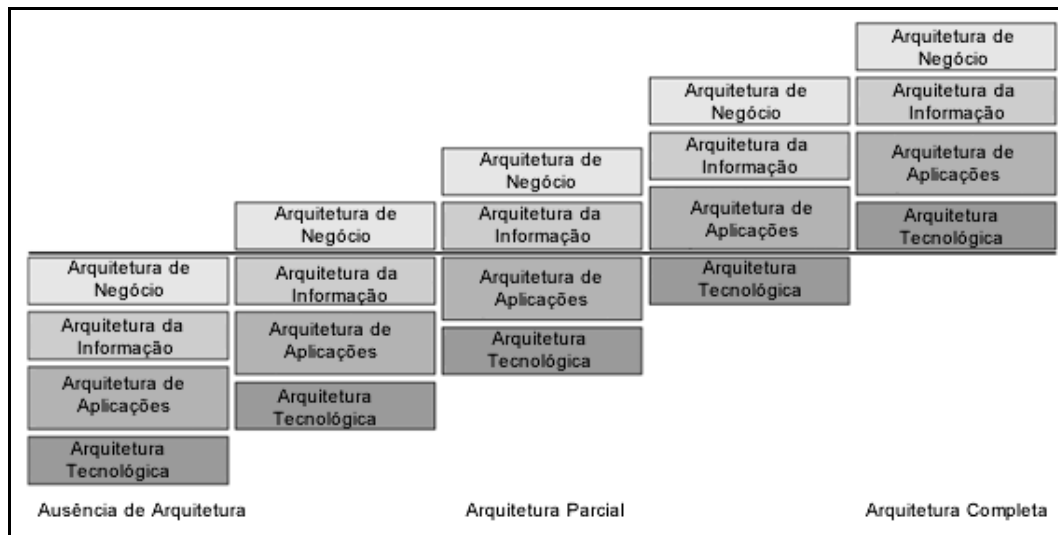 Arquitetura de
Negócio
Arquitetura da
Informação
Arquitetura de
Aplicações
Arquitetura
Tecnológica
Arquitetura de
Negócio
Arquitetura da
Informação
Arquitetura de
Aplicações
Arquitetura
Tecnológica
Arquitetura de
Negócio
Arquitetura da
Informação
Arquitetura de
Aplicações
Arquitetura
Tecnológica
Arquitetura de
Negócio
Arquitetura da
Informação
Arquitetura de
Aplicações
Arquitetura
Tecnológica
Arquitetura de
Negócio
Arquitetura da
Informação
Arquitetura de
Aplicações
Arquitetura
Tecnológica
Ausência de Arquitetura
Arquitetura Parcial
Arquitetura Completa